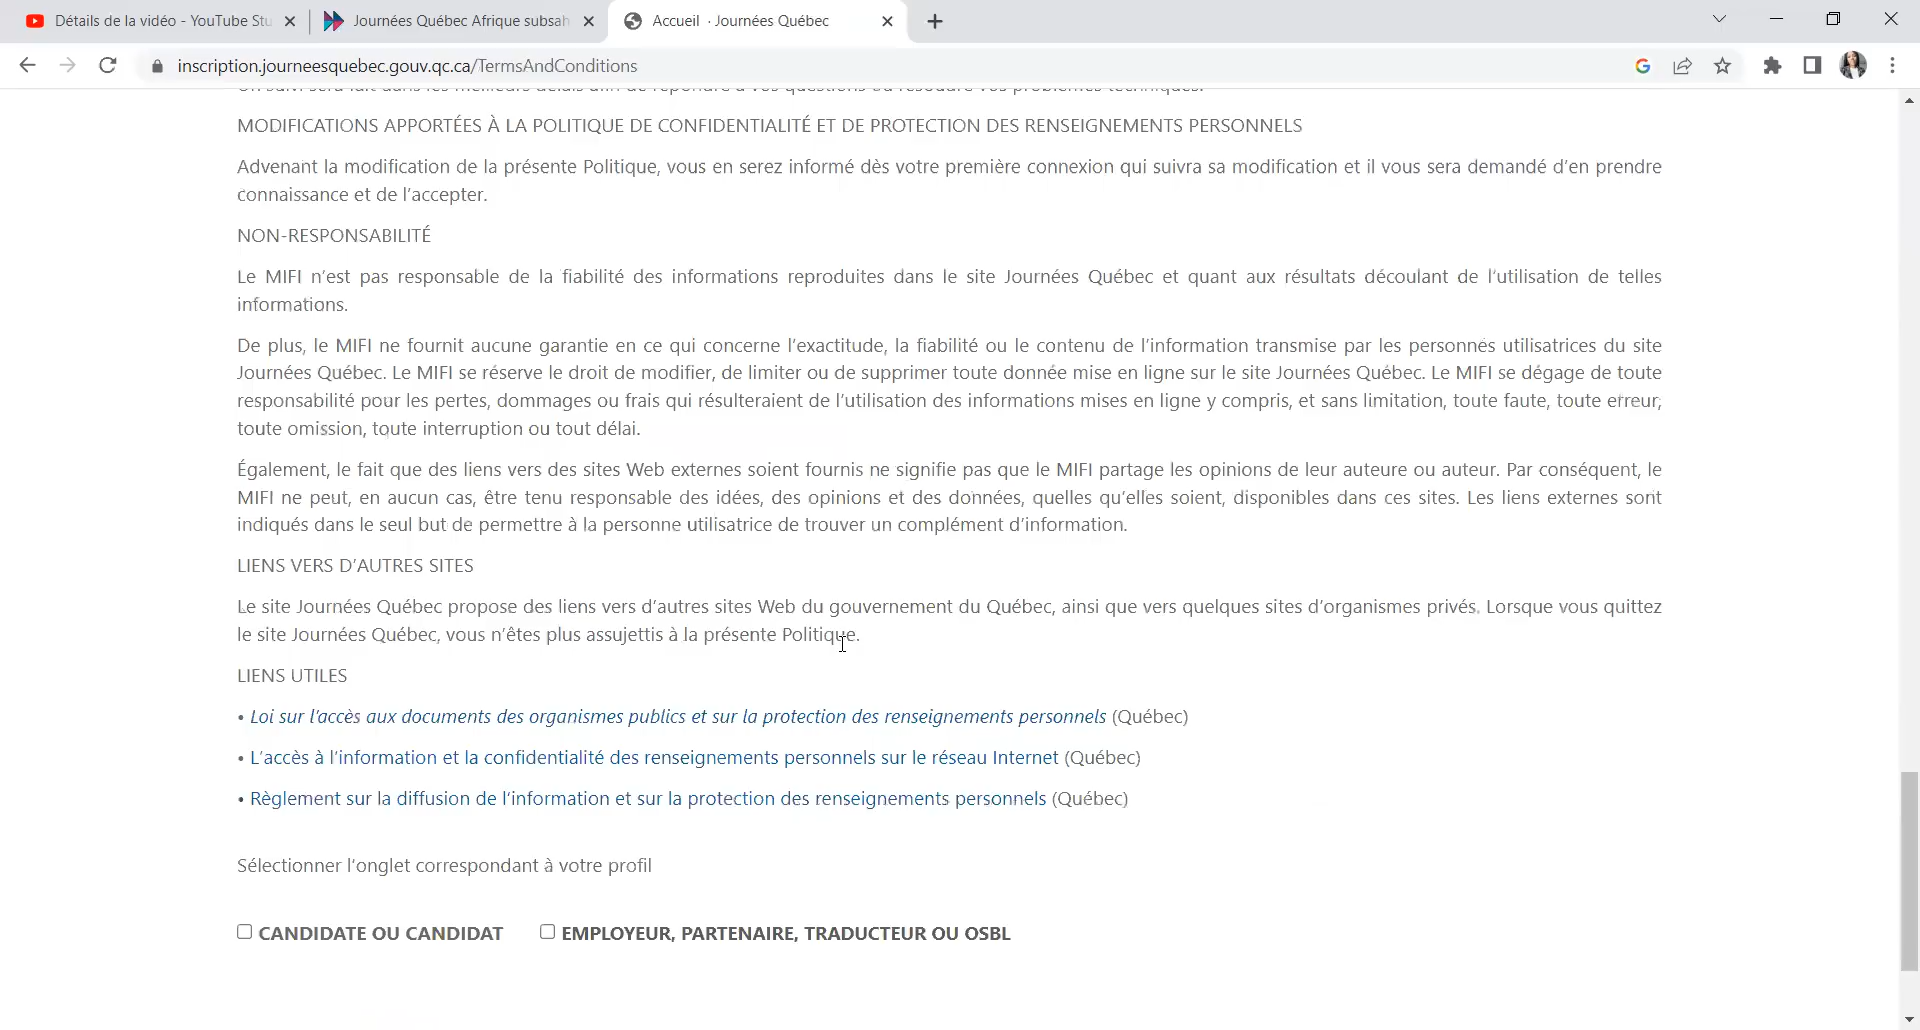 Détails de la vidéo - YouTube Stu
Journées Québec Afrique subsah
Accueil · Journées Québec
inscription.journeesquebec.gouv.qc.ca/TermsAndConditions
Un suivi sera fait dans les meilleurs délais afin de répondre à vos questions ou résoudre vos problèmes techniques.
MODIFICATIONS APPORTÉES À LA POLITIQUE DE CONFIDENTIALITÉ ET DE PROTECTION DES RENSEIGNEMENTS PERSONNELS
Advenant la modification de la présente Politique, vous en serez informé dès votre première connexion qui suivra sa modification et il vous sera demandé d'en prendre
connaissance et de l'accepter.
NON-RESPONSABILITÉ
Le MIFI n'est pas responsable de la fiabilité des informations reproduites dans le site Journées Québec et quant aux résultats découlant de l'utilisation de telles
informations.
De plus, le MIFI ne fournit aucune garantie en ce qui concerne l'exactitude, la fiabilité ou le contenu de l'information transmise par les personnes utilisatrices du site
Journées Québec. Le MIFI se réserve le droit de modifier, de limiter ou de supprimer toute donnée mise en ligne sur le site Journées Québec. Le MIFI se dégage de toute
responsabilité pour les pertes, dommages ou frais qui résulteraient de l'utilisation des informations mises en ligne y compris, et sans limitation, toute faute, toute erreur,
toute omission, toute interruption ou tout délai.
Également, le fait que des liens vers des sites Web externes soient fournis ne signifie pas que le MIFI partage les opinions de leur auteure ou auteur. Par conséquent, le
MIFI ne peut, en aucun cas, être tenu responsable des idées, des opinions et des données, quelles qu'elles soient, disponibles dans ces sites. Les liens externes sont
indiqués dans le seul but de permettre à la personne utilisatrice de trouver un complément d'information.
LIENS VERS D'AUTRES SITES
Le site Journées Québec propose des liens vers d'autres sites Web du gouvernement du Québec, ainsi que vers quelques sites d'organismes privés. Lorsque vous quittez
le site Journées Québec, vous n'êtes plus assujettis à la présente Politique.
LIENS UTILES
• Loi sur l'accès aux documents des organismes publics et sur la protection des renseignements personnels (Québec)
• L'accès à l'information et la confidentialité des renseignements personnels sur le réseau Internet (Québec)
• Règlement sur la diffusion de l'information et sur la protection des renseignements personnels (Québec)
Sélectionner l'onglet correspondant à votre profil
CANDIDATE OU CANDIDAT
EMPLOYEUR, PARTENAIRE, TRADUCTEUR OU OSBL